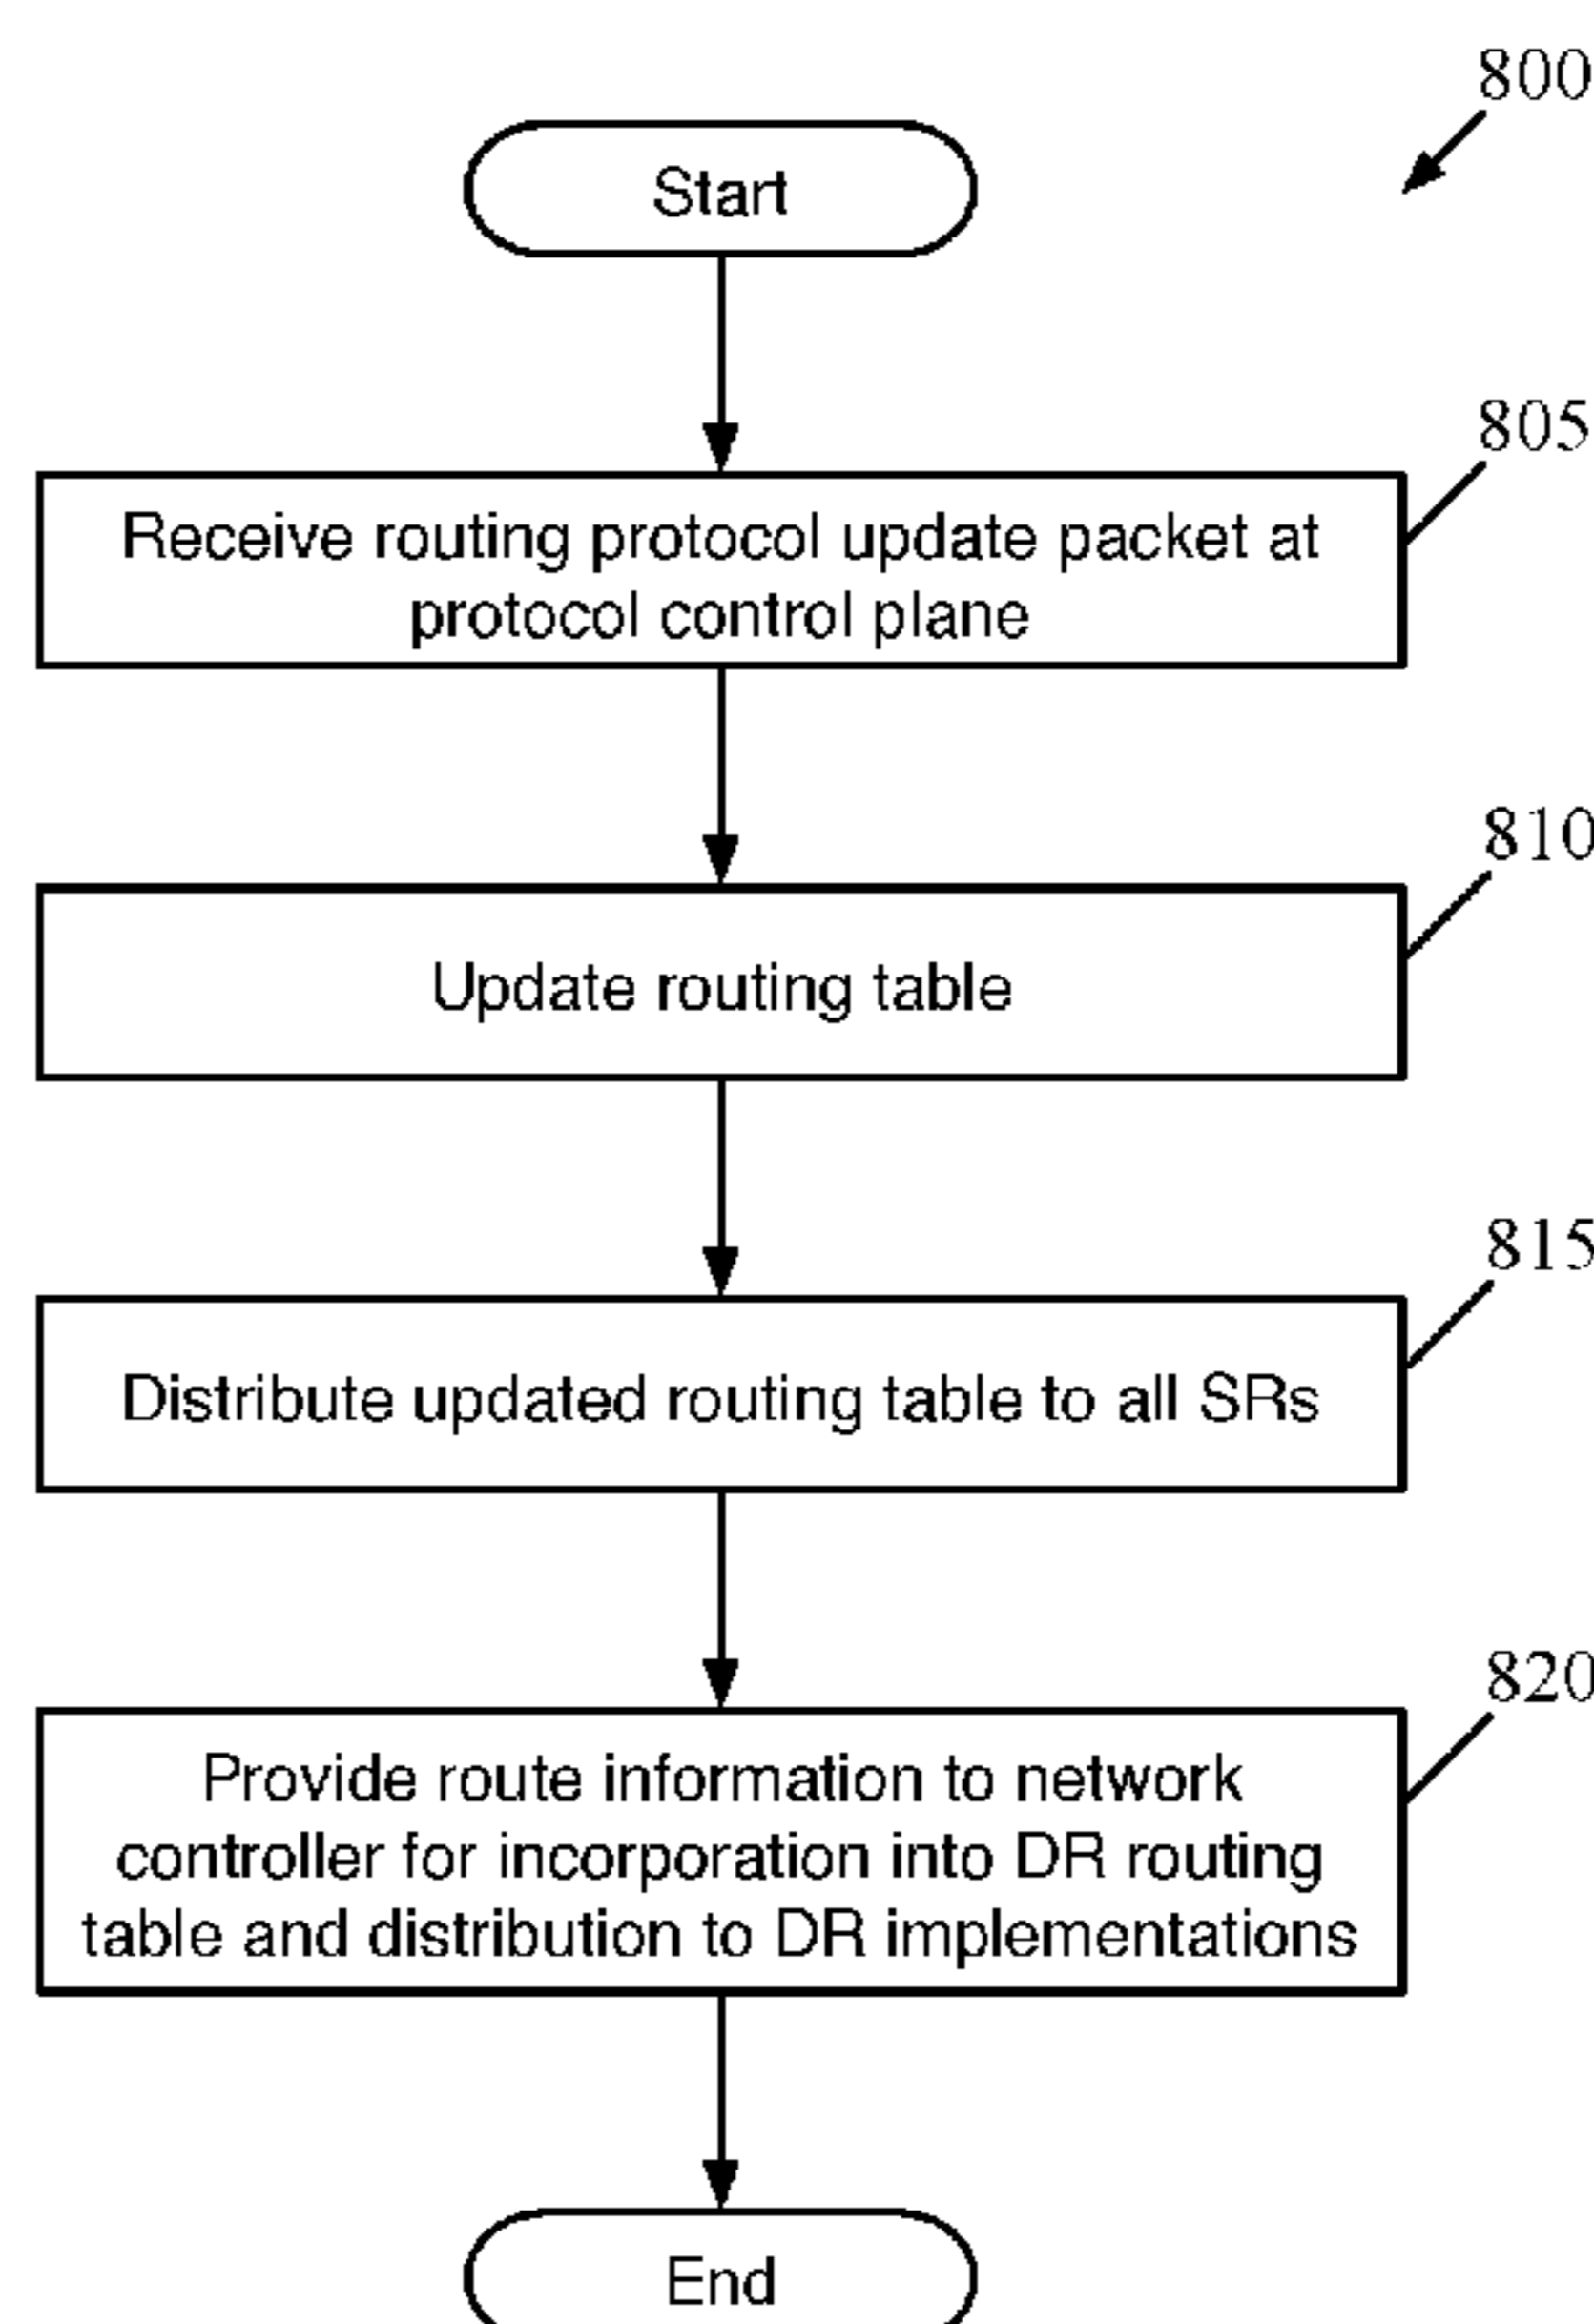 800
Start
805
Receive routing protocol update packet at
protocol control plane
810
Update routing table
815
Distribute updated routing table to all SRs
820
Provide route information to network
controller for incorporation into DR routing
table and distribution to DR implementations
End